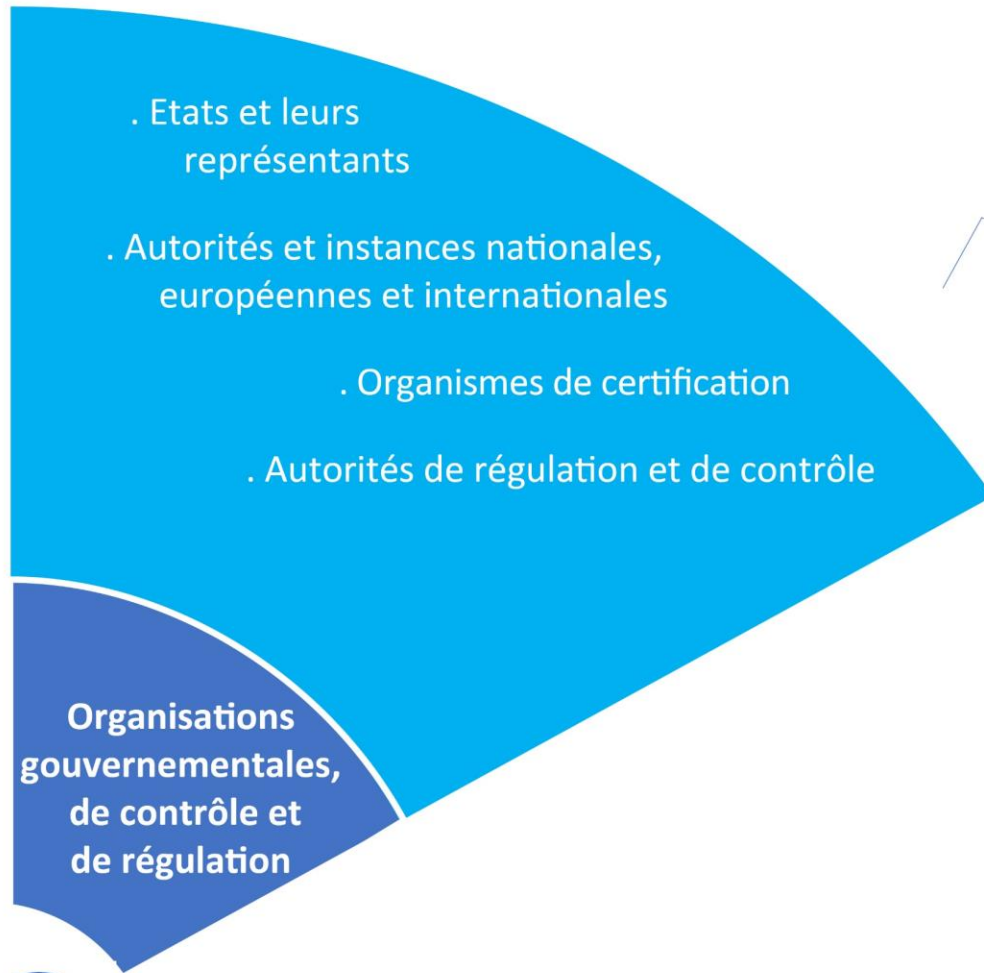 . Etats et leurs
représentants
. Autorités et instances nationales,
européennes et internationales
. Organismes de certification
. Autorités de régulation et de contrôle
Organisations
gouvernementales,
de contrôle et
de régulation